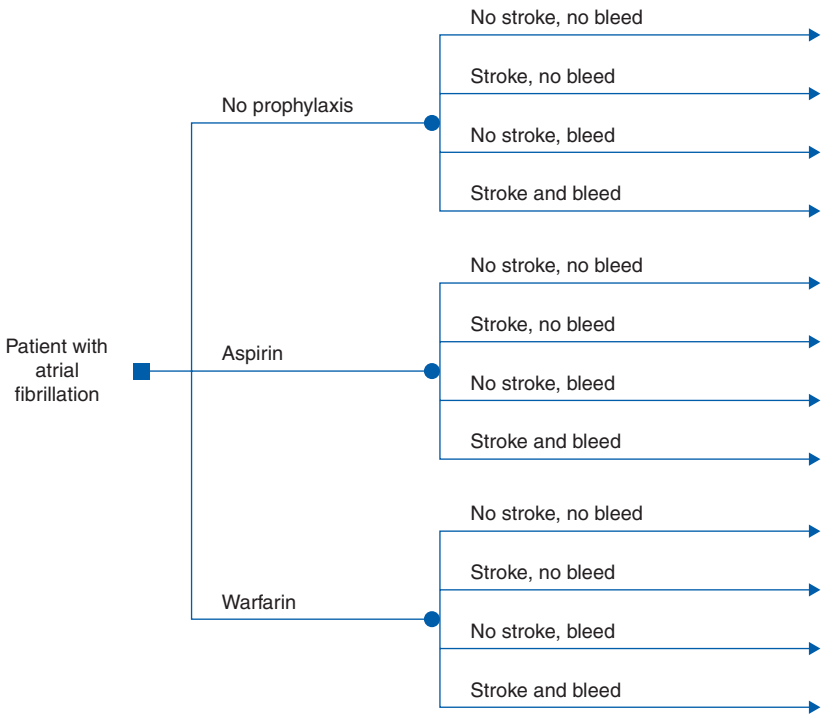 No stroke, no bleed
Stroke, no bleed
No prophylaxis
No stroke, bleed
Stroke and bleed
No stroke, no bleed
Stroke, no bleed
Patient with
atrial
fibrillation
Aspirin
No stroke, bleed
Stroke and bleed
No stroke, no bleed
Stroke, no bleed
Warfarin
No stroke, bleed
Stroke and bleed